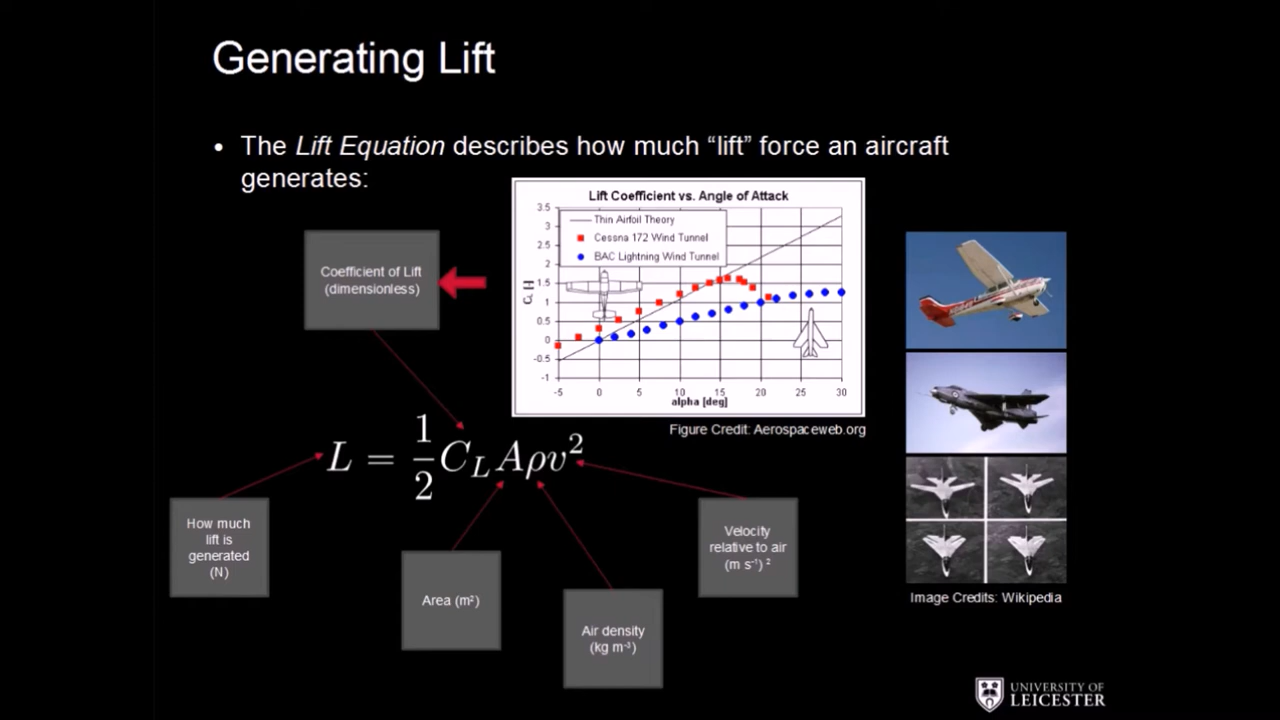 Generating Lift
• The Lift Equation describes how much “lift” force an aircraft
generates:
Lift Coefficient vs. Angle of Attack
3.5
3
2.5
2
1.5
1
0.5
0
-0.5
-1
Thin Airfoil Theory
Cessna 172 Wind Tunnel
BAC Lightning Wind Tunnel
-5 0 5 10 15 20 25 30
alpha [deg]
Figure Credit: Aerospaceweb.org
Coefficient of Lift
(dimensionless)
L = 1/2 C_L A ρ v²
How much
lift is
generated
(N)
Area (m²)
Air density
(kg m⁻³)
Velocity
relative to air
(m s⁻¹) ²
Image Credits: Wikipedia
UNIVERSITY OF
LEICESTER